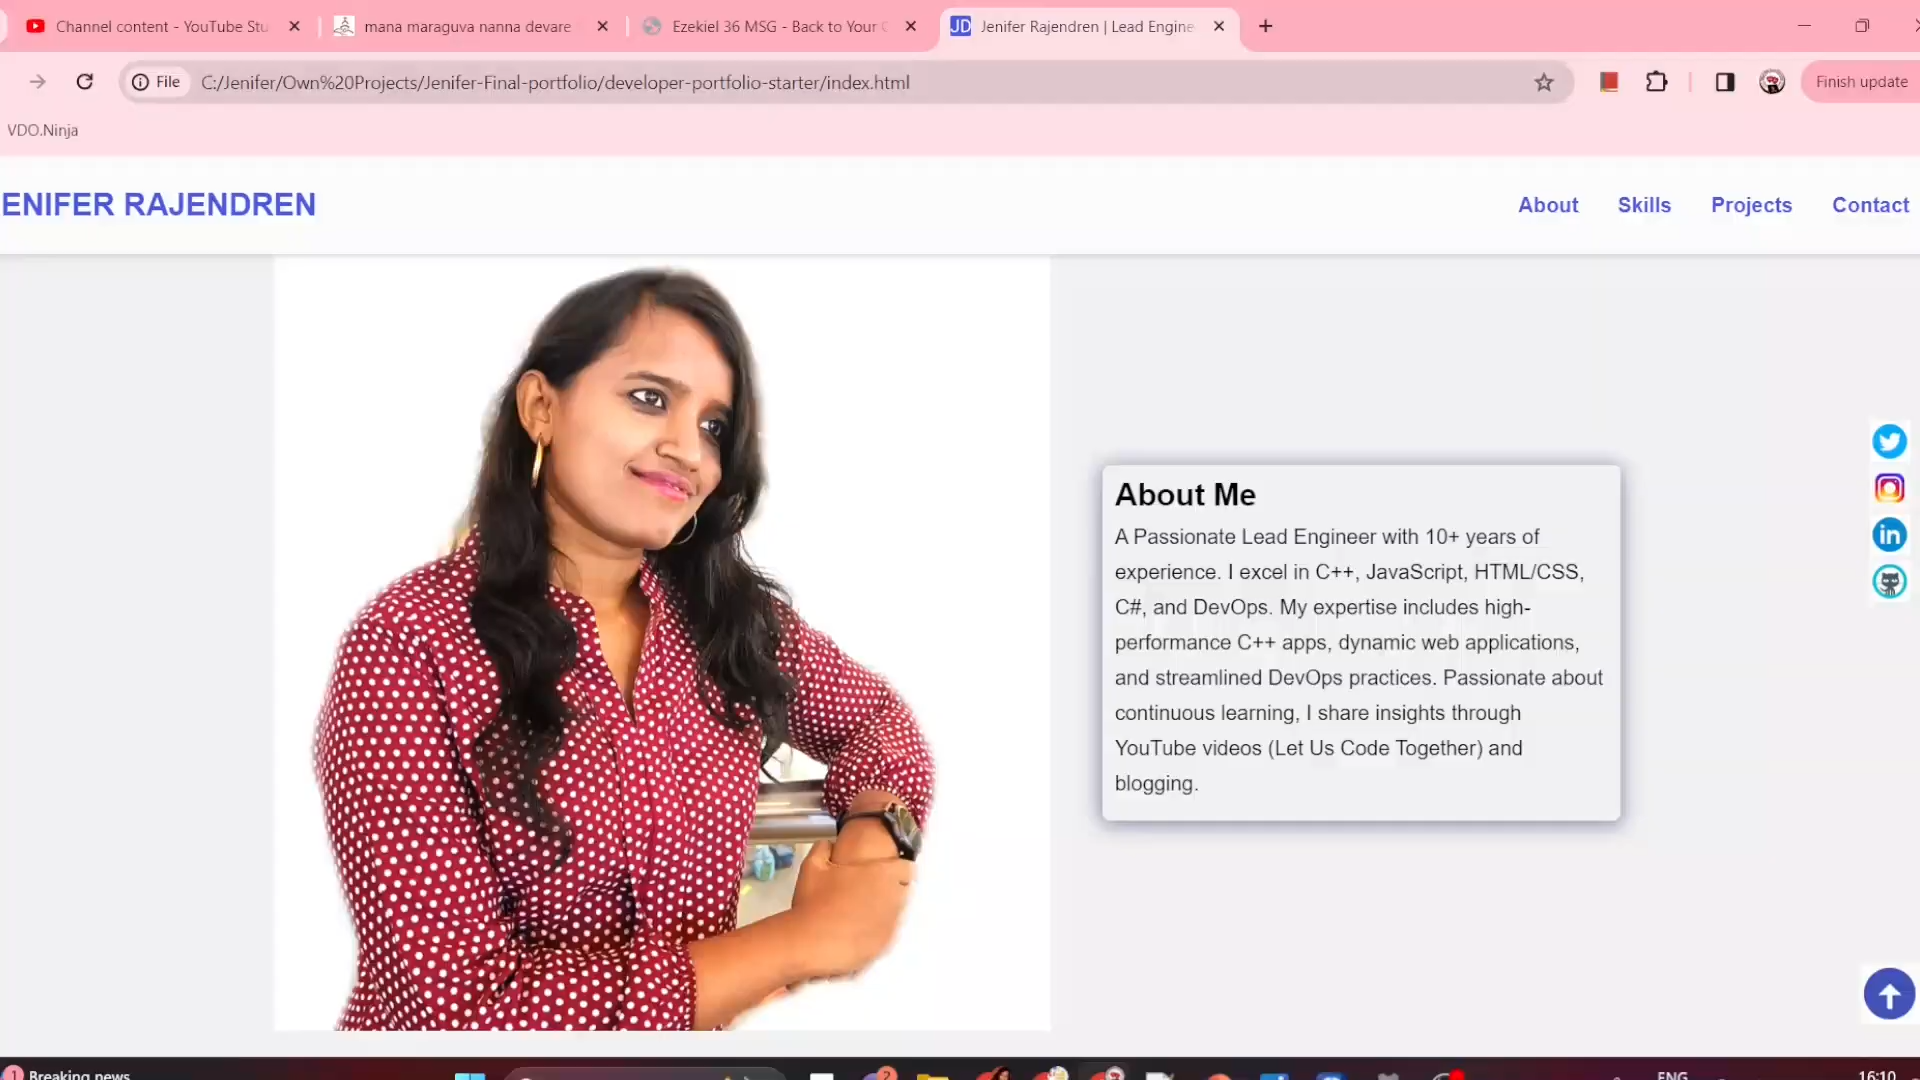 Channel content - YouTube Stu
mana maraguva nanna devare
Ezekiel 36 MSG - Back to Your
JD Jenifer Rajendren | Lead Engine
File
C:/Jenifer/Own%20Projects/Jenifer-Final-portfolio/developer-portfolio-starter/index.html
Finish update
VDO.Ninja
ENIFER RAJENDREN
About
Skills
Projects
Contact
About Me
A Passionate Lead Engineer with 10+ years of
experience. I excel in C++, JavaScript, HTML/CSS,
C#, and DevOps. My expertise includes high-
performance C++ apps, dynamic web applications,
and streamlined DevOps practices. Passionate about
continuous learning, I share insights through
YouTube videos (Let Us Code Together) and
blogging.
in
1
Breaking news
2
ENG
16:10